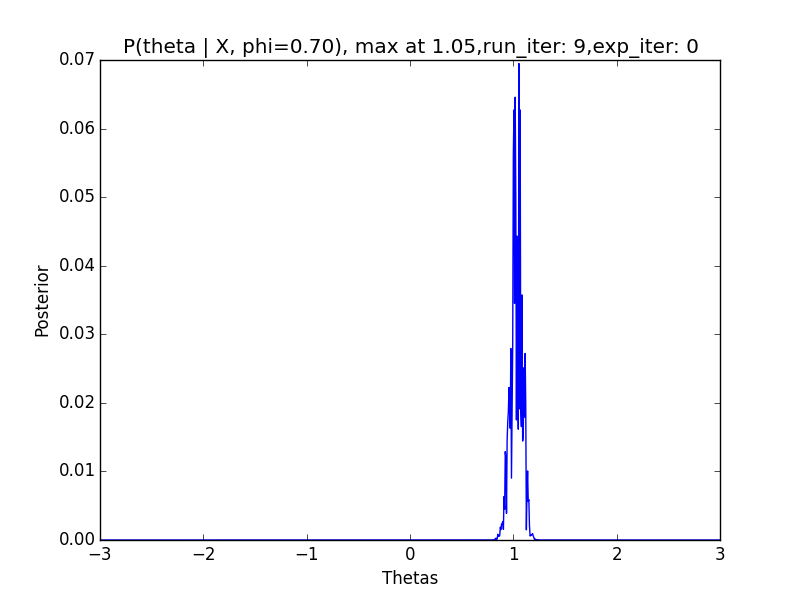 P(theta | X, phi=0.70), max at 1.05,run_iter: 9,exp_iter: 0
0.07
0.06
0.05
0.04
0.03
0.02
0.01
0.00
Posterior
−3 −2 −1 0 1 2 3
Thetas